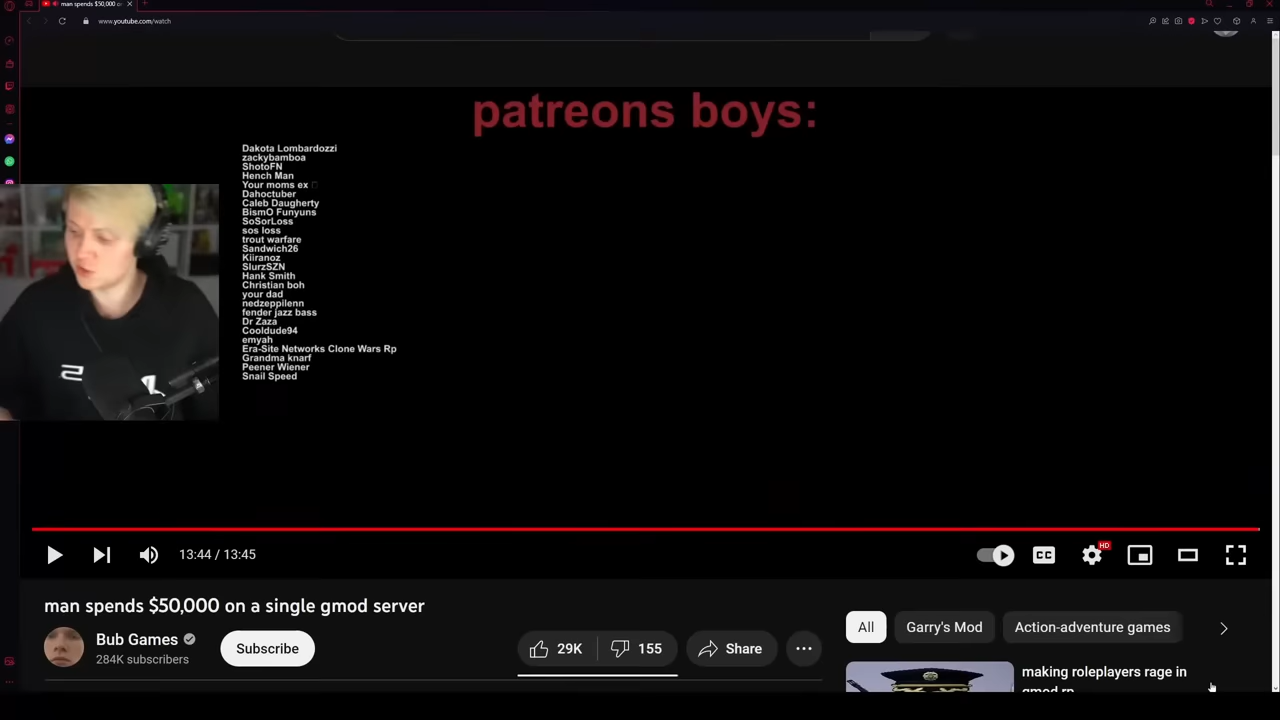 man spends $50,000 o
www.youtube.com/watch
patreons boys:
Dakota Lombardozzi
zackybamboa
ShotoFN
Hench Man
Your moms ex
Dahoctuber
Caleb Daugherty
BismO Funyuns
SoSorLoss
sos loss
trout warfare
Sandwich26
Kiiranoz
SlurzSZN
Hank Smith
Christian boh
your dad
nedzeppilenn
fender jazz bass
Dr Zaza
Cooldude94
emyah
Era-Site Networks Clone Wars Rp
Grandma knarf
Peener Wiener
Snail Speed
13:44 / 13:45
CC
HD
man spends $50,000 on a single gmod server
Bub Games
284K subscribers
Subscribe
29K
155
Share
All
Garry's Mod
Action-adventure games
making roleplayers rage in
gmod rp